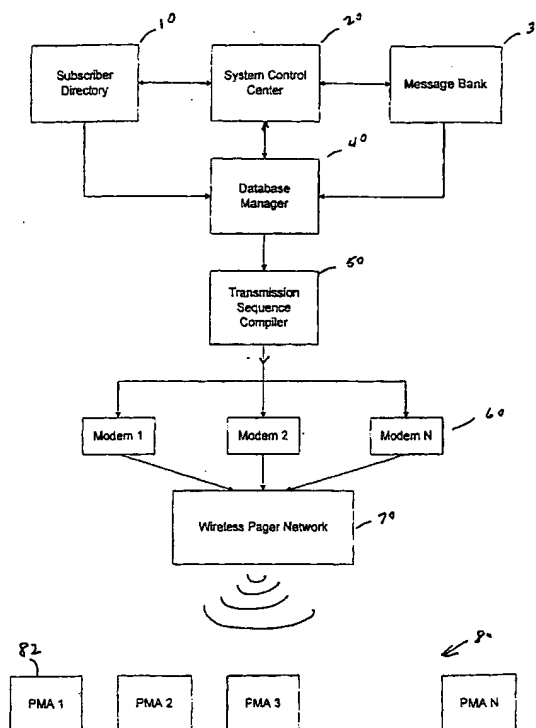 10
20
3
Subscriber
Directory
System Control
Center
Message Bank
40
Database
Manager
50
Transmission
Sequence
Compiler
Modem 1
Modem 2
Modem N
60
Wireless Pager Network
70
80
82
PMA 1
PMA 2
PMA 3
PMA N